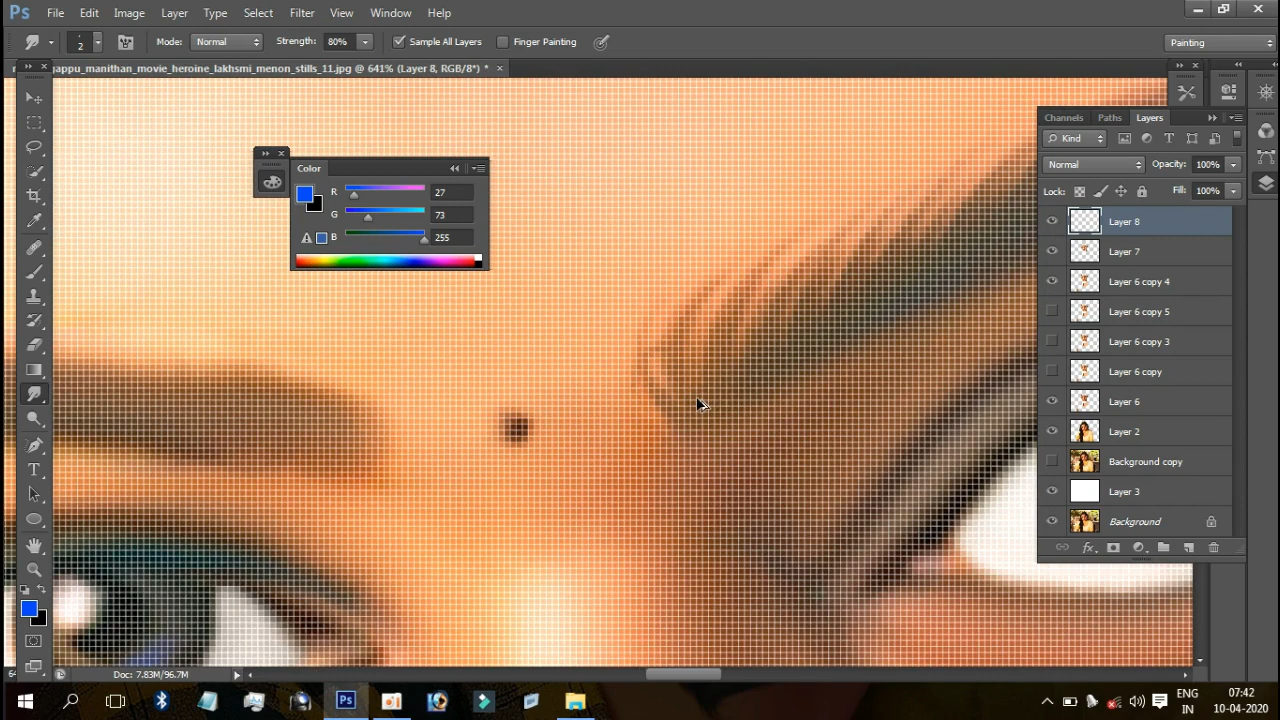 Ps File Edit Image Layer Type Select Filter View Window Help
2 Mode: Normal Strength: 80% Sample All Layers Finger Painting Painting
gappu_manithan_movie_heroine_lakhsmi_menon_stills_11.jpg @ 641% (Layer 8, RGB/8*) * ×
Channels Paths Layers
Kind
Normal Opacity: 100%
Lock: Fill: 100%
Color
R 27
G 73
B 255
Layer 8
Layer 7
Layer 6 copy 4
Layer 6 copy 5
Layer 6 copy 3
Layer 6 copy
Layer 6
Layer 2
Background copy
Layer 3
Background
fx
Doc: 7.83M/96.7M
ENG 07:42
IN 10-04-2020